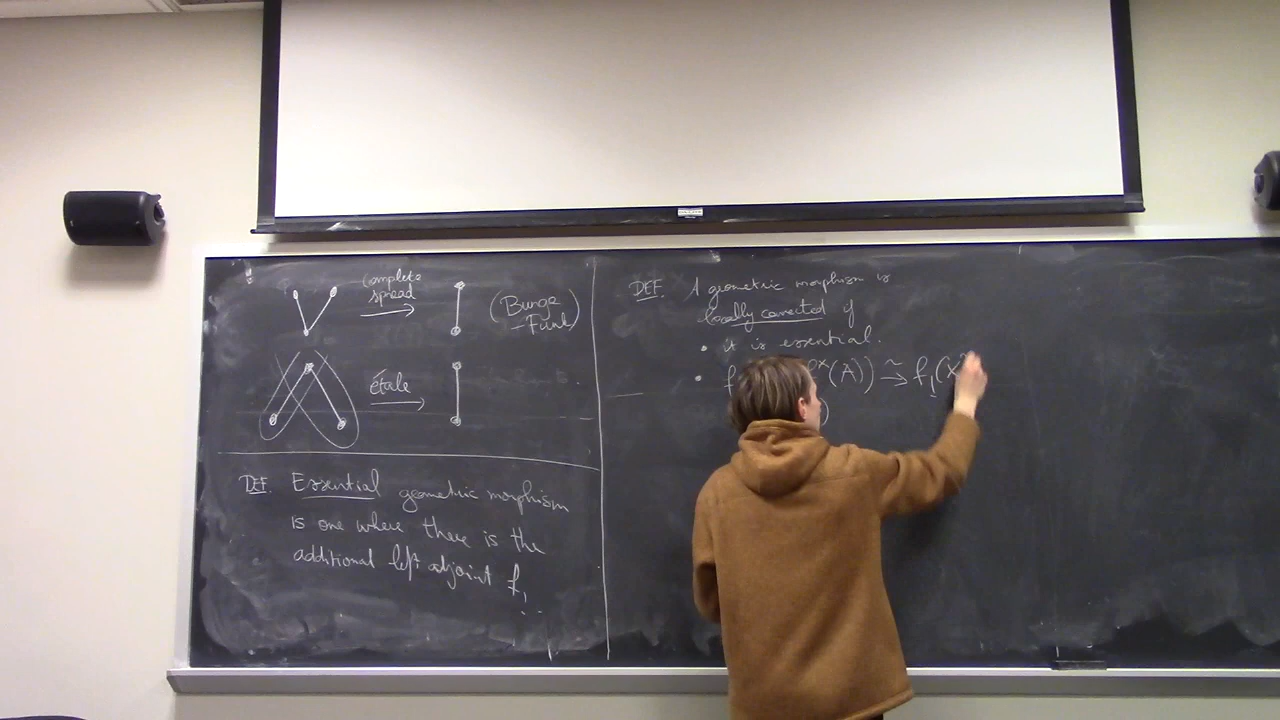 Complete
spread
(Bunge
- Funk)
étale
DEF. Essential geometric morphism
is one where there is the
additional left adjoint f!
DEF. A geometric morphism is
locally connected if
• it is essential.
• f f*(A)) ⥲ f!(X
)